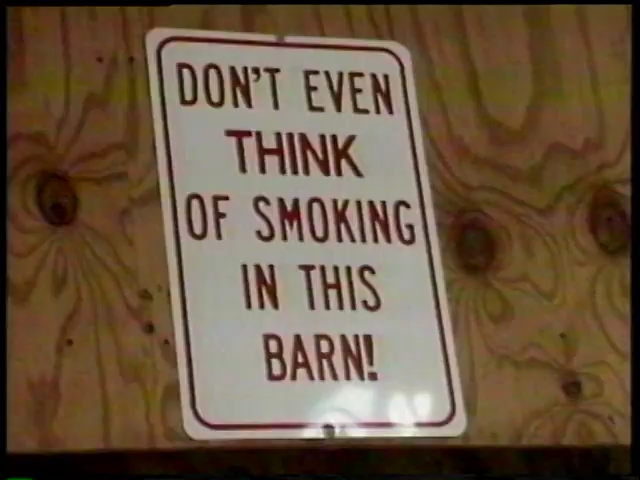 DON'T EVEN
THINK
OF SMOKING
IN THIS
BARN!